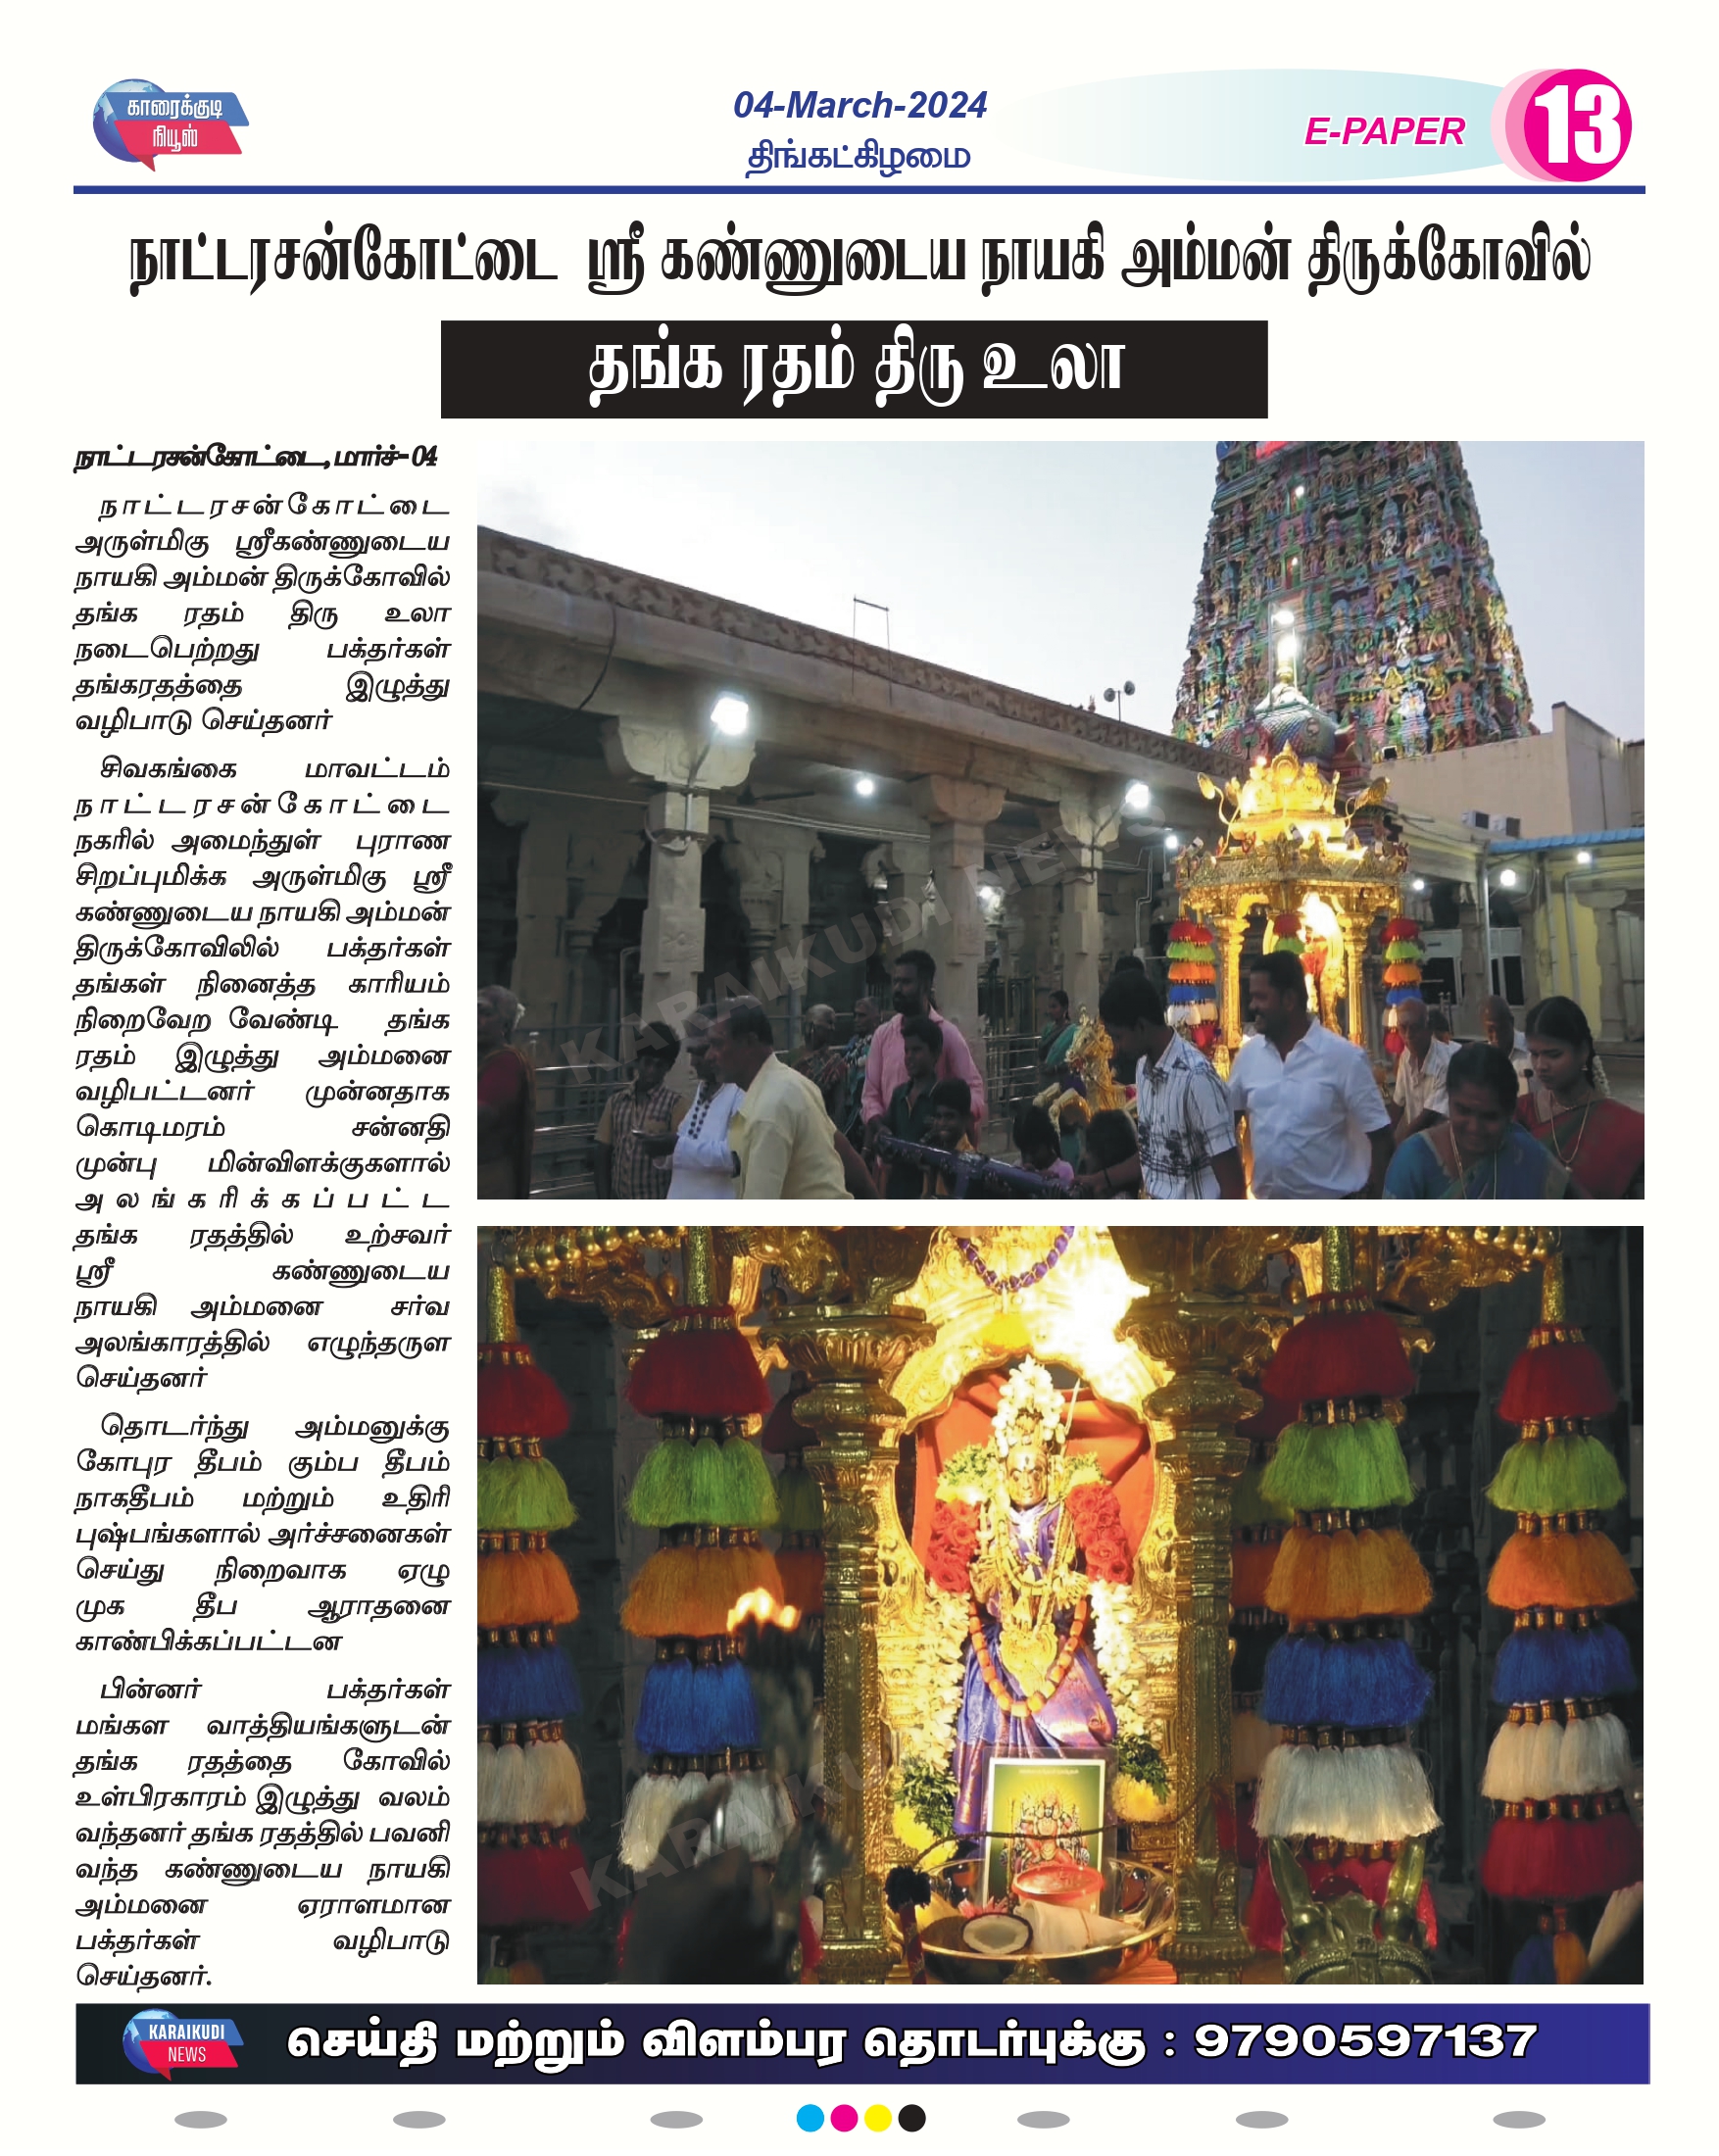 காரைக்குடி
நியூஸ்
04-March-2024
திங்கட்கிழமை
E-PAPER
13
நாட்டரசன்கோட்டை ஸ்ரீ கண்ணுடைய நாயகி அம்மன் திருக்கோவில்
தங்க ரதம் திரு உலா
நாட்டரசன்கோட்டை,மார்ச்-04
நாட்டரசன்கோட்டை
அருள்மிகு ஸ்ரீகண்ணுடைய
நாயகி அம்மன் திருக்கோவில்
தங்க ரதம் திரு உலா
நடைபெற்றது பக்தர்கள்
தங்கரதத்தை இழுத்து
வழிபாடு செய்தனர்
சிவகங்கை மாவட்டம்
நாட்டரசன்கோட்டை
நகரில் அமைந்துள் புராண
சிறப்புமிக்க அருள்மிகு ஸ்ரீ
கண்ணுடைய நாயகி அம்மன்
திருக்கோவிலில் பக்தர்கள்
தங்கள் நினைத்த காரியம்
நிறைவேற வேண்டி தங்க
ரதம் இழுத்து அம்மனை
வழிபட்டனர் முன்னதாக
கொடிமரம் சன்னதி
முன்பு மின்விளக்குகளால்
அலங்கரிக்கப்பட்ட
தங்க ரதத்தில் உற்சவர்
ஸ்ரீ கண்ணுடைய
நாயகி அம்மனை சர்வ
அலங்காரத்தில் எழுந்தருள
செய்தனர்
தொடர்ந்து அம்மனுக்கு
கோபுர தீபம் கும்ப தீபம்
நாகதீபம் மற்றும் உதிரி
புஷ்பங்களால் அர்ச்சனைகள்
செய்து நிறைவாக ஏழு
முக தீப ஆராதனை
காண்பிக்கப்பட்டன
பின்னர் பக்தர்கள்
மங்கள வாத்தியங்களுடன்
தங்க ரதத்தை கோவில்
உள்பிரகாரம் இழுத்து வலம்
வந்தனர் தங்க ரதத்தில் பவனி
வந்த கண்ணுடைய நாயகி
அம்மனை ஏராளமான
பக்தர்கள் வழிபாடு
செய்தனர்.
KARAIKUDI NEWS
KARAIKU
KARAIKUDI
NEWS
செய்தி மற்றும் விளம்பர தொடர்புக்கு : 9790597137